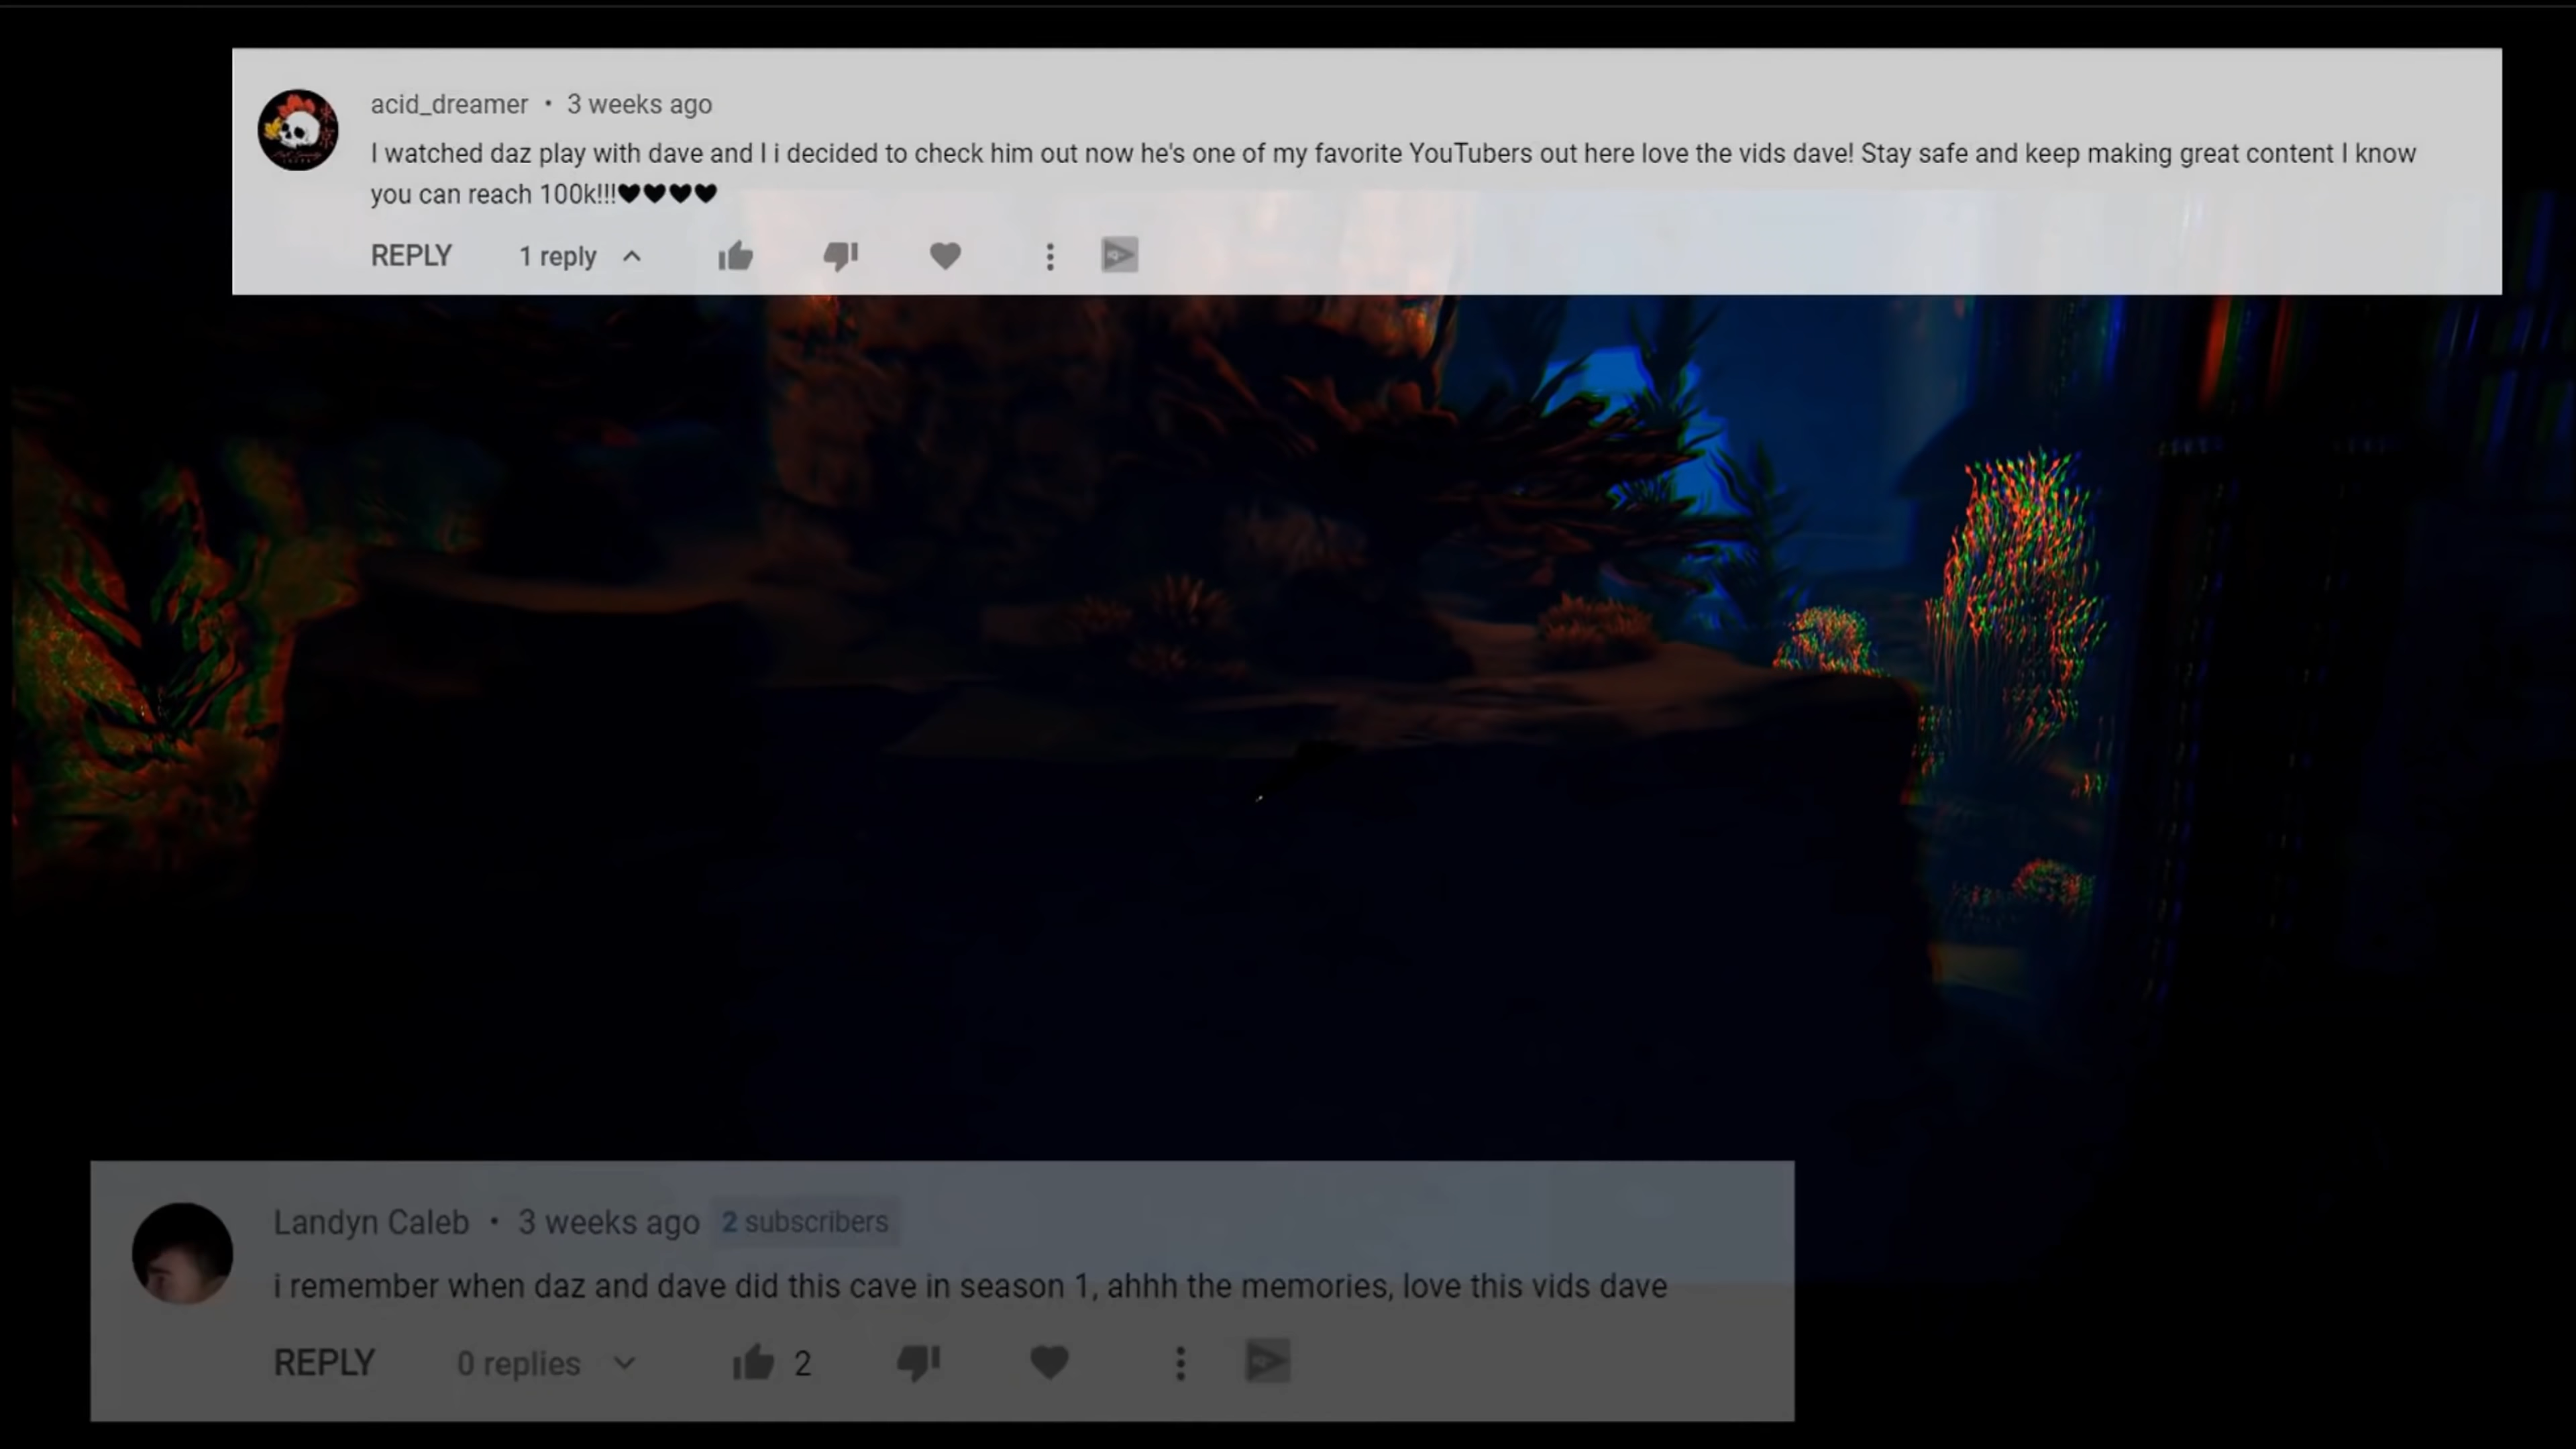 acid_dreamer • 3 weeks ago
I watched daz play with dave and I i decided to check him out now he's one of my favorite YouTubers out here love the vids dave! Stay safe and keep making great content I know
you can reach 100k!!!🖤🖤🖤🖤
REPLY 1 reply
Landyn Caleb • 3 weeks ago 2 subscribers
i remember when daz and dave did this cave in season 1, ahhh the memories, love this vids dave
REPLY 0 replies 2